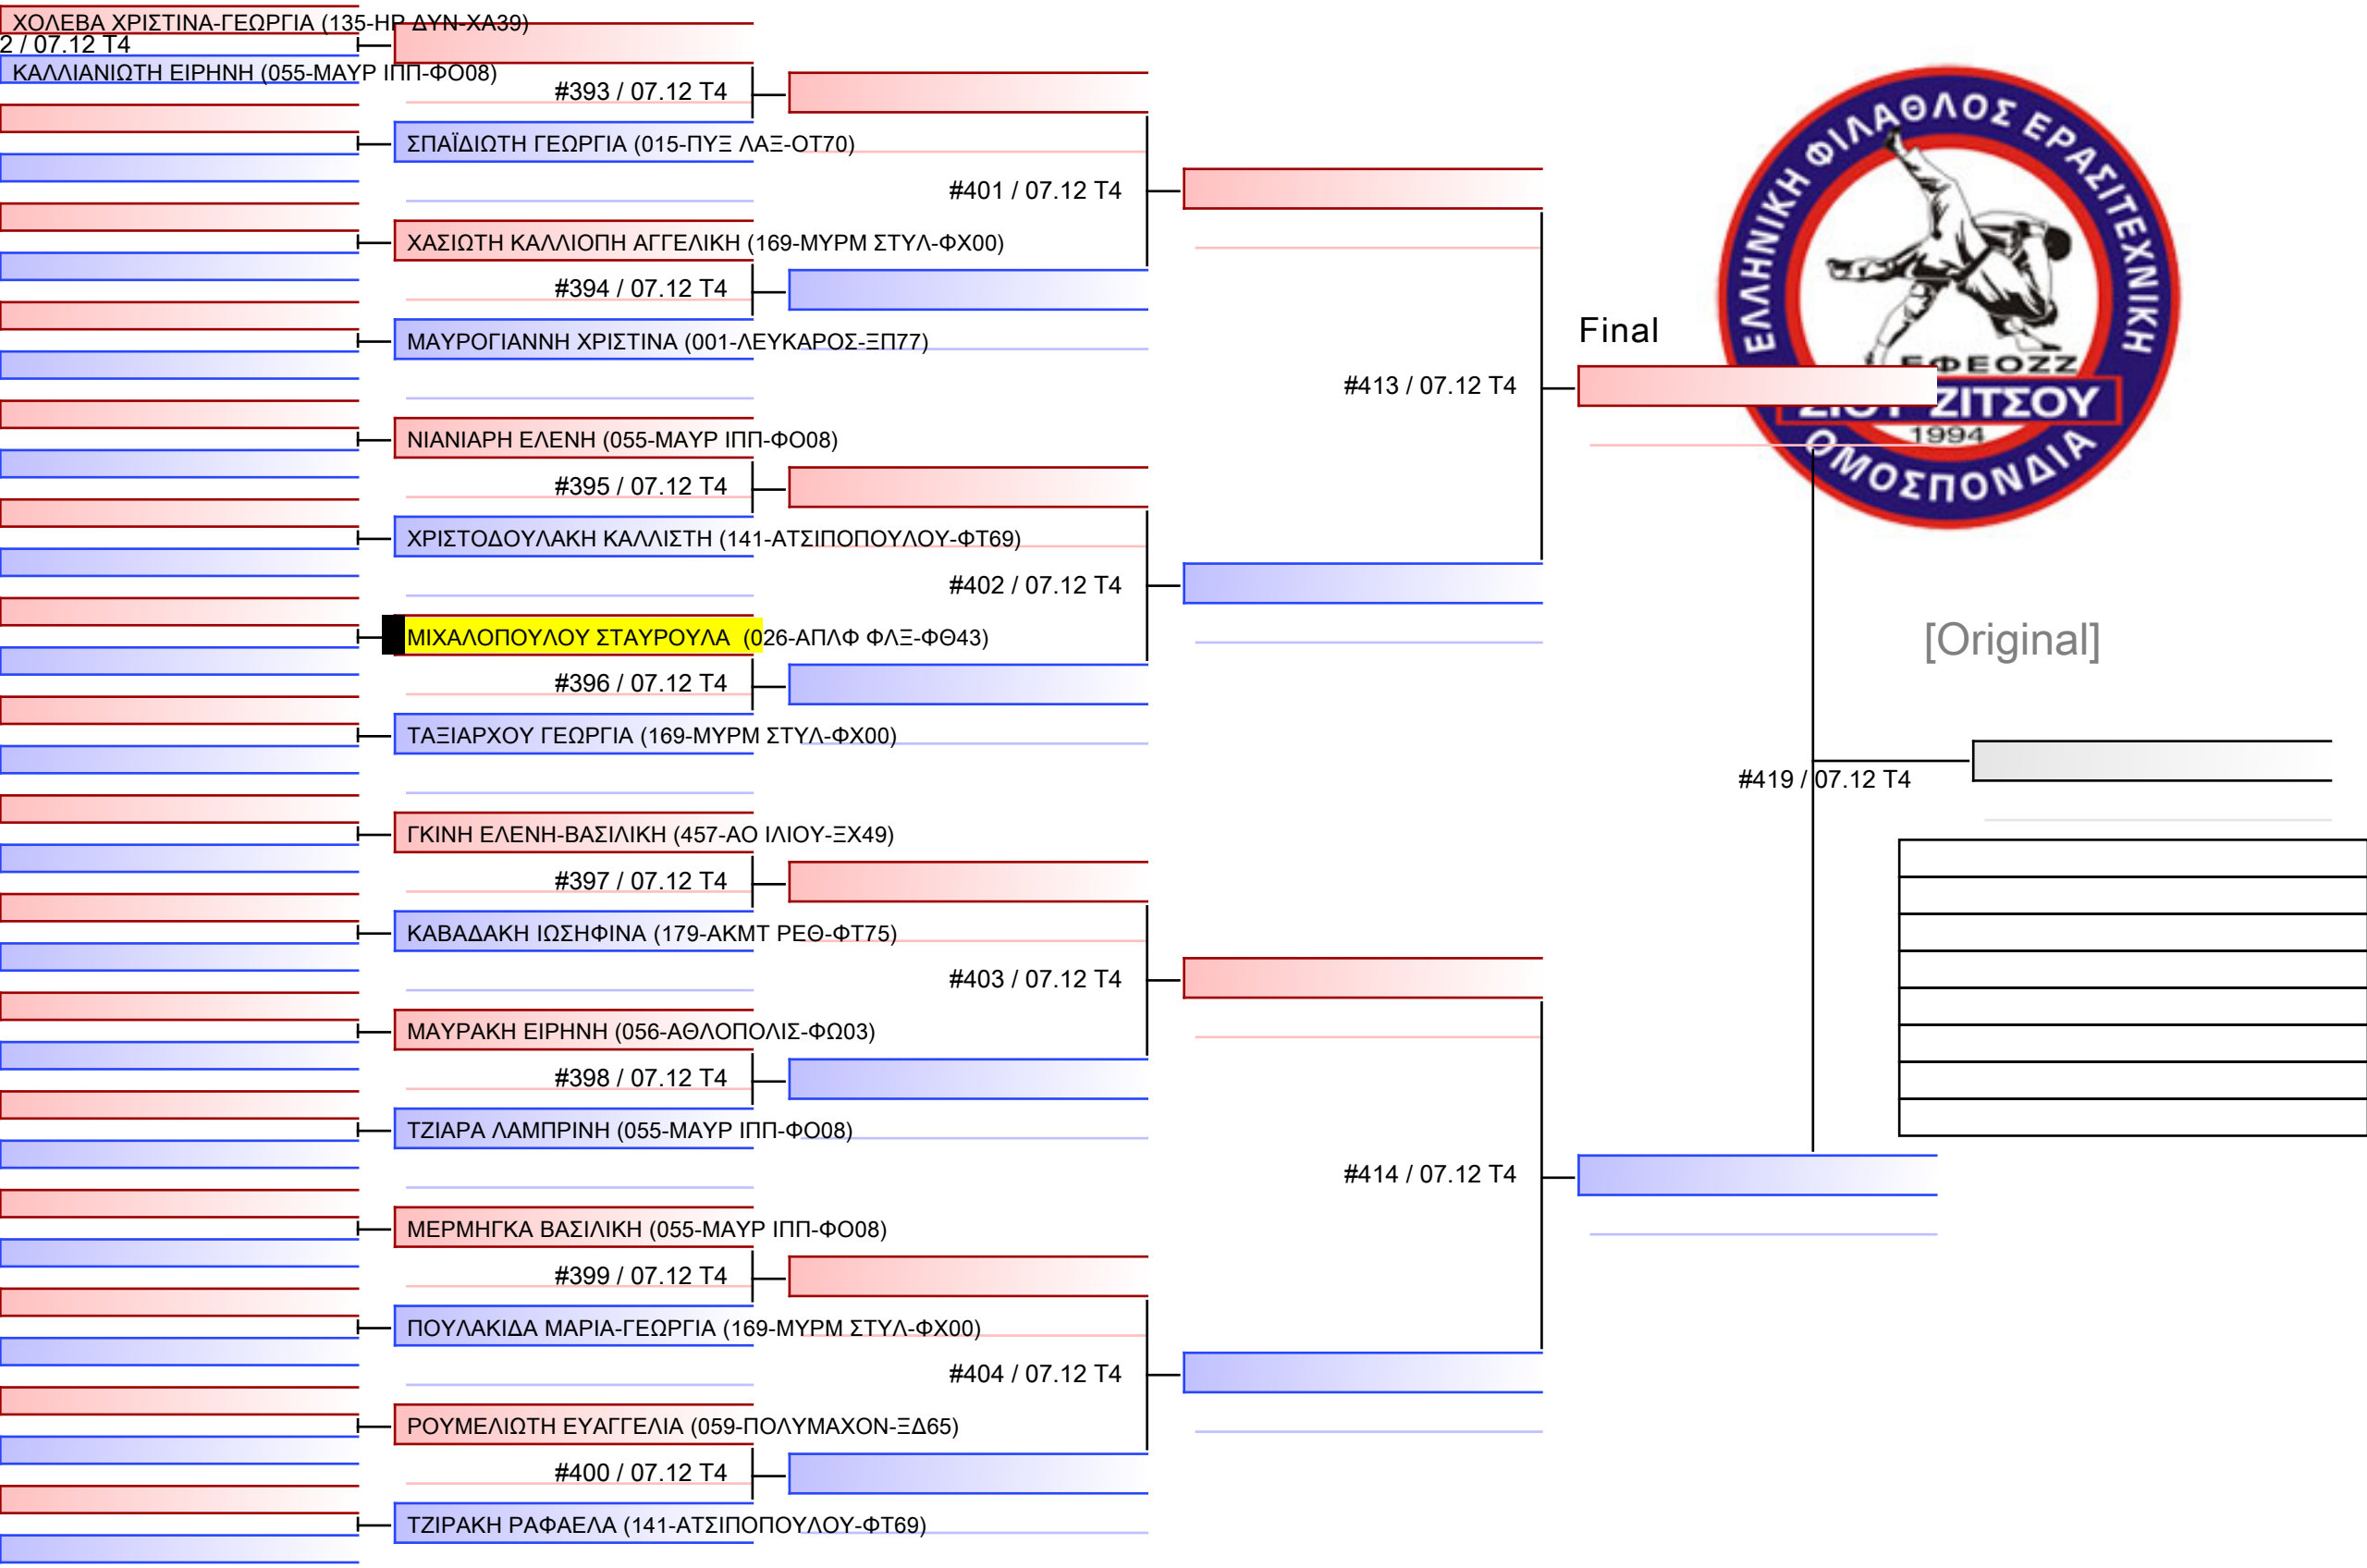 ΧΟΛΕΒΑ ΧΡΙΣΤΙΝΑ-ΓΕΩΡΓΙΑ (135-ΗΡ ΔΥΝ-ΧΑ39)
2 / 07.12 T4
ΚΑΛΛΙΑΝΙΩΤΗ ΕΙΡΗΝΗ (055-ΜΑΥΡ ΙΠΠ-ΦΟ08)
#393 / 07.12 T4
ΣΠΑΪΔΙΩΤΗ ΓΕΩΡΓΙΑ (015-ΠΥΞ ΛΑΞ-ΟΤ70)
#401 / 07.12 T4
ΧΑΣΙΩΤΗ ΚΑΛΛΙΟΠΗ ΑΓΓΕΛΙΚΗ (169-ΜΥΡΜ ΣΤΥΛ-ΦΧ00)
#394 / 07.12 T4
ΜΑΥΡΟΓΙΑΝΝΗ ΧΡΙΣΤΙΝΑ (001-ΛΕΥΚΑΡΟΣ-ΞΠ77)
#413 / 07.12 T4
ΝΙΑΝΙΑΡΗ ΕΛΕΝΗ (055-ΜΑΥΡ ΙΠΠ-ΦΟ08)
#395 / 07.12 T4
ΧΡΙΣΤΟΔΟΥΛΑΚΗ ΚΑΛΛΙΣΤΗ (141-ΑΤΣΙΠΟΠΟΥΛΟΥ-ΦΤ69)
#402 / 07.12 T4
ΜΙΧΑΛΟΠΟΥΛΟΥ ΣΤΑΥΡΟΥΛΑ (026-ΑΠΛΦ ΦΛΞ-ΦΘ43)
#396 / 07.12 T4
ΤΑΞΙΑΡΧΟΥ ΓΕΩΡΓΙΑ (169-ΜΥΡΜ ΣΤΥΛ-ΦΧ00)
ΓΚΙΝΗ ΕΛΕΝΗ-ΒΑΣΙΛΙΚΗ (457-ΑΟ ΙΛΙΟΥ-ΞΧ49)
#397 / 07.12 T4
ΚΑΒΑΔΑΚΗ ΙΩΣΗΦΙΝΑ (179-ΑΚΜΤ ΡΕΘ-ΦΤ75)
#403 / 07.12 T4
ΜΑΥΡΑΚΗ ΕΙΡΗΝΗ (056-ΑΘΛΟΠΟΛΙΣ-ΦΩ03)
#398 / 07.12 T4
ΤΖΙΑΡΑ ΛΑΜΠΡΙΝΗ (055-ΜΑΥΡ ΙΠΠ-ΦΟ08)
#414 / 07.12 T4
ΜΕΡΜΗΓΚΑ ΒΑΣΙΛΙΚΗ (055-ΜΑΥΡ ΙΠΠ-ΦΟ08)
#399 / 07.12 T4
ΠΟΥΛΑΚΙΔΑ ΜΑΡΙΑ-ΓΕΩΡΓΙΑ (169-ΜΥΡΜ ΣΤΥΛ-ΦΧ00)
#404 / 07.12 T4
ΡΟΥΜΕΛΙΩΤΗ ΕΥΑΓΓΕΛΙΑ (059-ΠΟΛΥΜΑΧΟΝ-ΞΔ65)
#400 / 07.12 T4
ΤΖΙΡΑΚΗ ΡΑΦΑΕΛΑ (141-ΑΤΣΙΠΟΠΟΥΛΟΥ-ΦΤ69)
Final
ΕΛΛΗΝΙΚΗ ΦΙΛΑΘΛΟΣ ΕΡΑΣΙΤΕΧΝΙΚΗ
ΕΦΕΟΖΖ
ΖΙΤΣΟΥ
1994
ΟΜΟΣΠΟΝΔΙΑ
[Original]
#419 / 07.12 T4